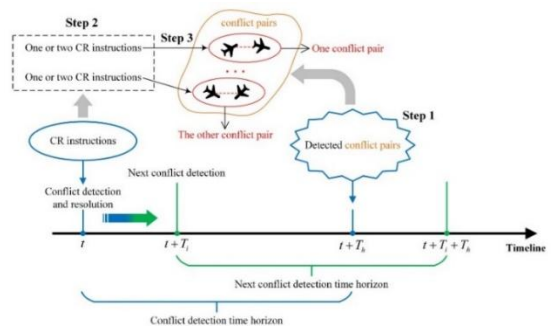 Step 2
conflict pairs
One or two CR instructions
Step 3
One conflict pair
. . .
One or two CR instructions
The other conflict pair
Step 1
CR instructions
Detected conflict pairs
Next conflict detection
Conflict detection
and resolution
t
t + T_i
t + T_h
t + T_i + T_h
Timeline
Next conflict detection time horizon
Conflict detection time horizon